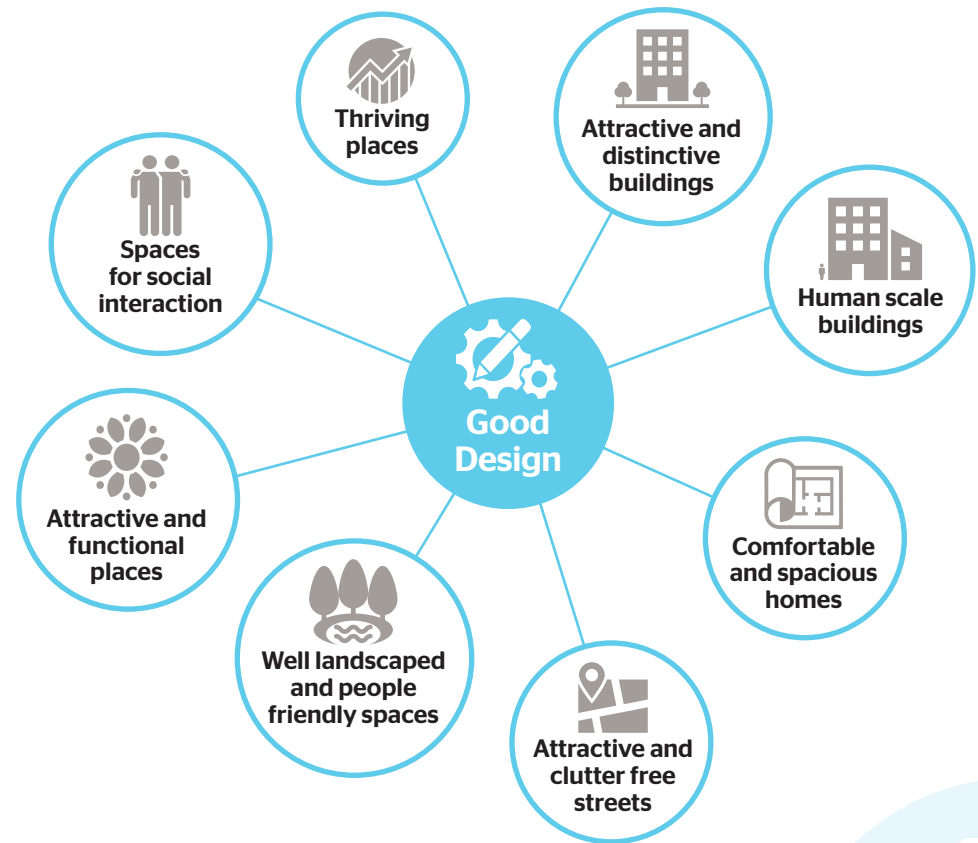 Thriving
places
Attractive and
distinctive
buildings
Spaces
for social
interaction
Human scale
buildings
Good
Design
Attractive and
functional
places
Comfortable
and spacious
homes
Well landscaped
and people
friendly spaces
Attractive and
clutter free
streets